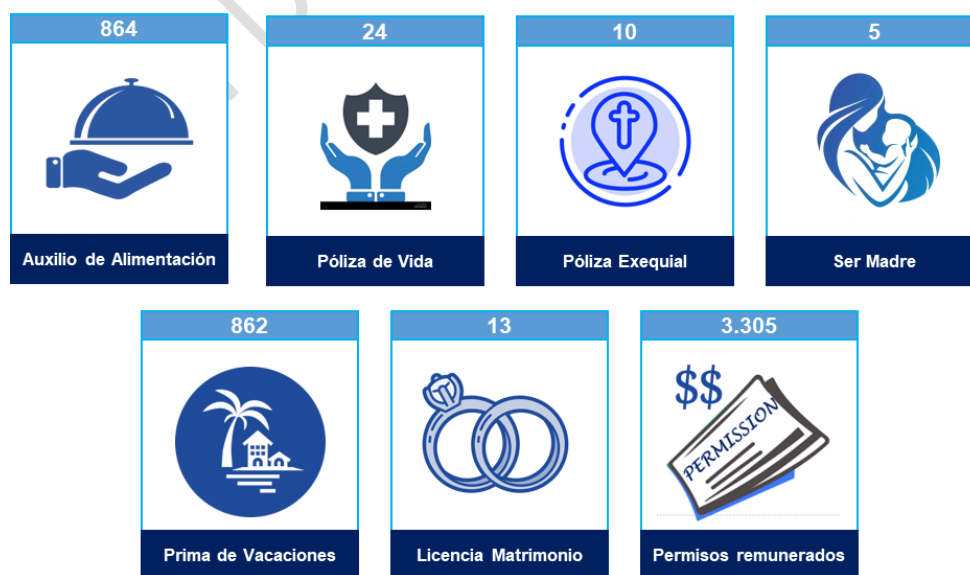 864
24
10
5
Auxilio de Alimentación
Póliza de Vida
Póliza Exequial
Ser Madre
862
13
3.305
$$
PERMISSION
Prima de Vacaciones
Licencia Matrimonio
Permisos remunerados